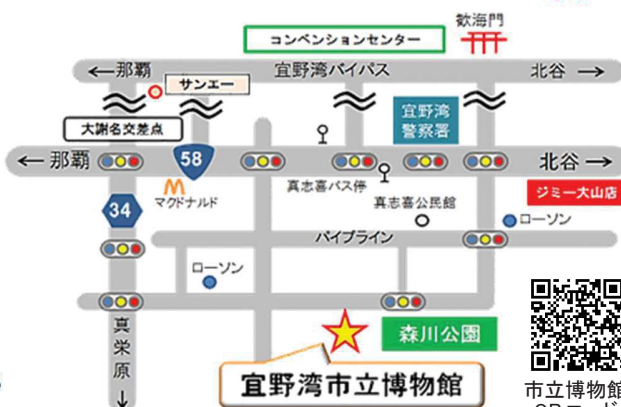 歓海門
コンベンションセンター
←那覇
サンエー
宜野湾バイパス
北谷→
大謝名交差点
宜野湾
警察署
←那覇
58
北谷→
マクドナルド
真志喜バス停
真志喜公民館
ジミー大山店
34
ローソン
パイプライン
ローソン
真栄原↓
森川公園
宜野湾市立博物館
市立博物館